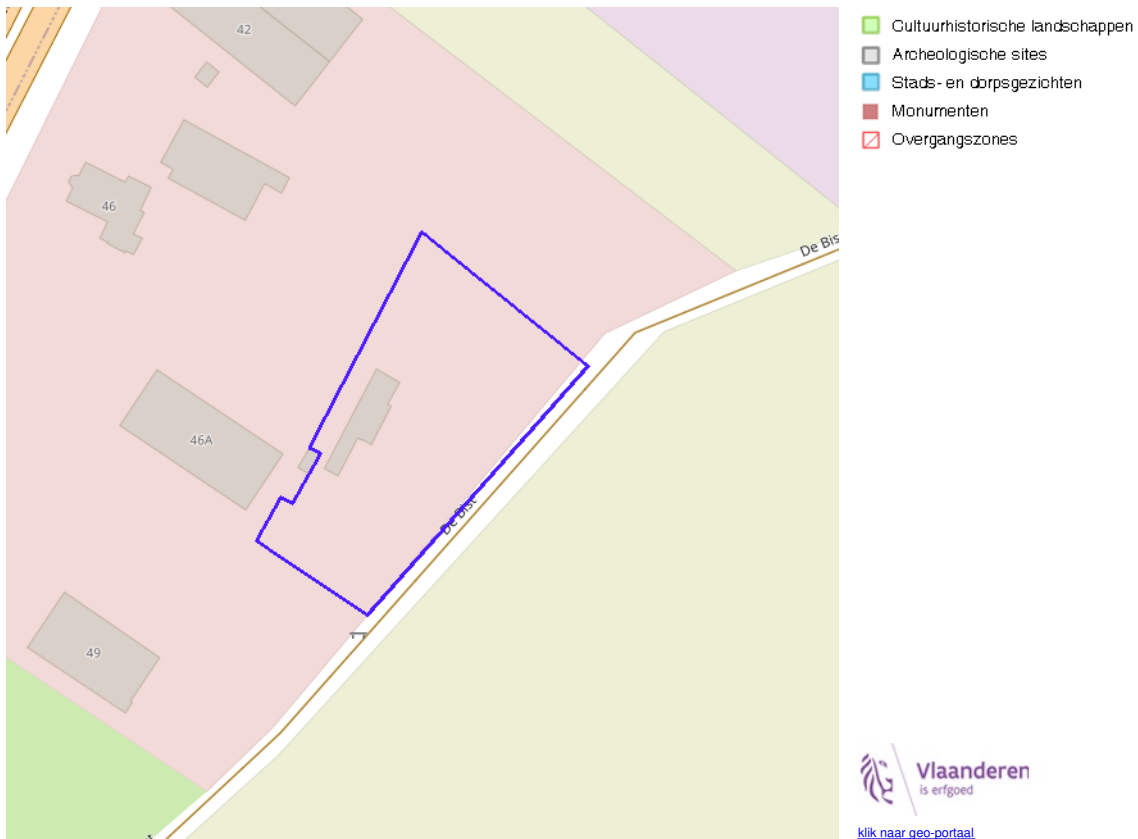 42
46
De Bis
46A
De Bist
49
Cultuurhistorische landschappen
Archeologische sites
Stads- en dorpsgezichten
Monumenten
Overgangszones
Vlaanderen
is erfgoed
klik naar geo-portaal